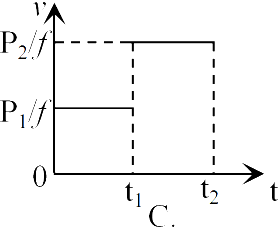 v
P₂/f
P₁/f
0
t₁ t₂ t
C.